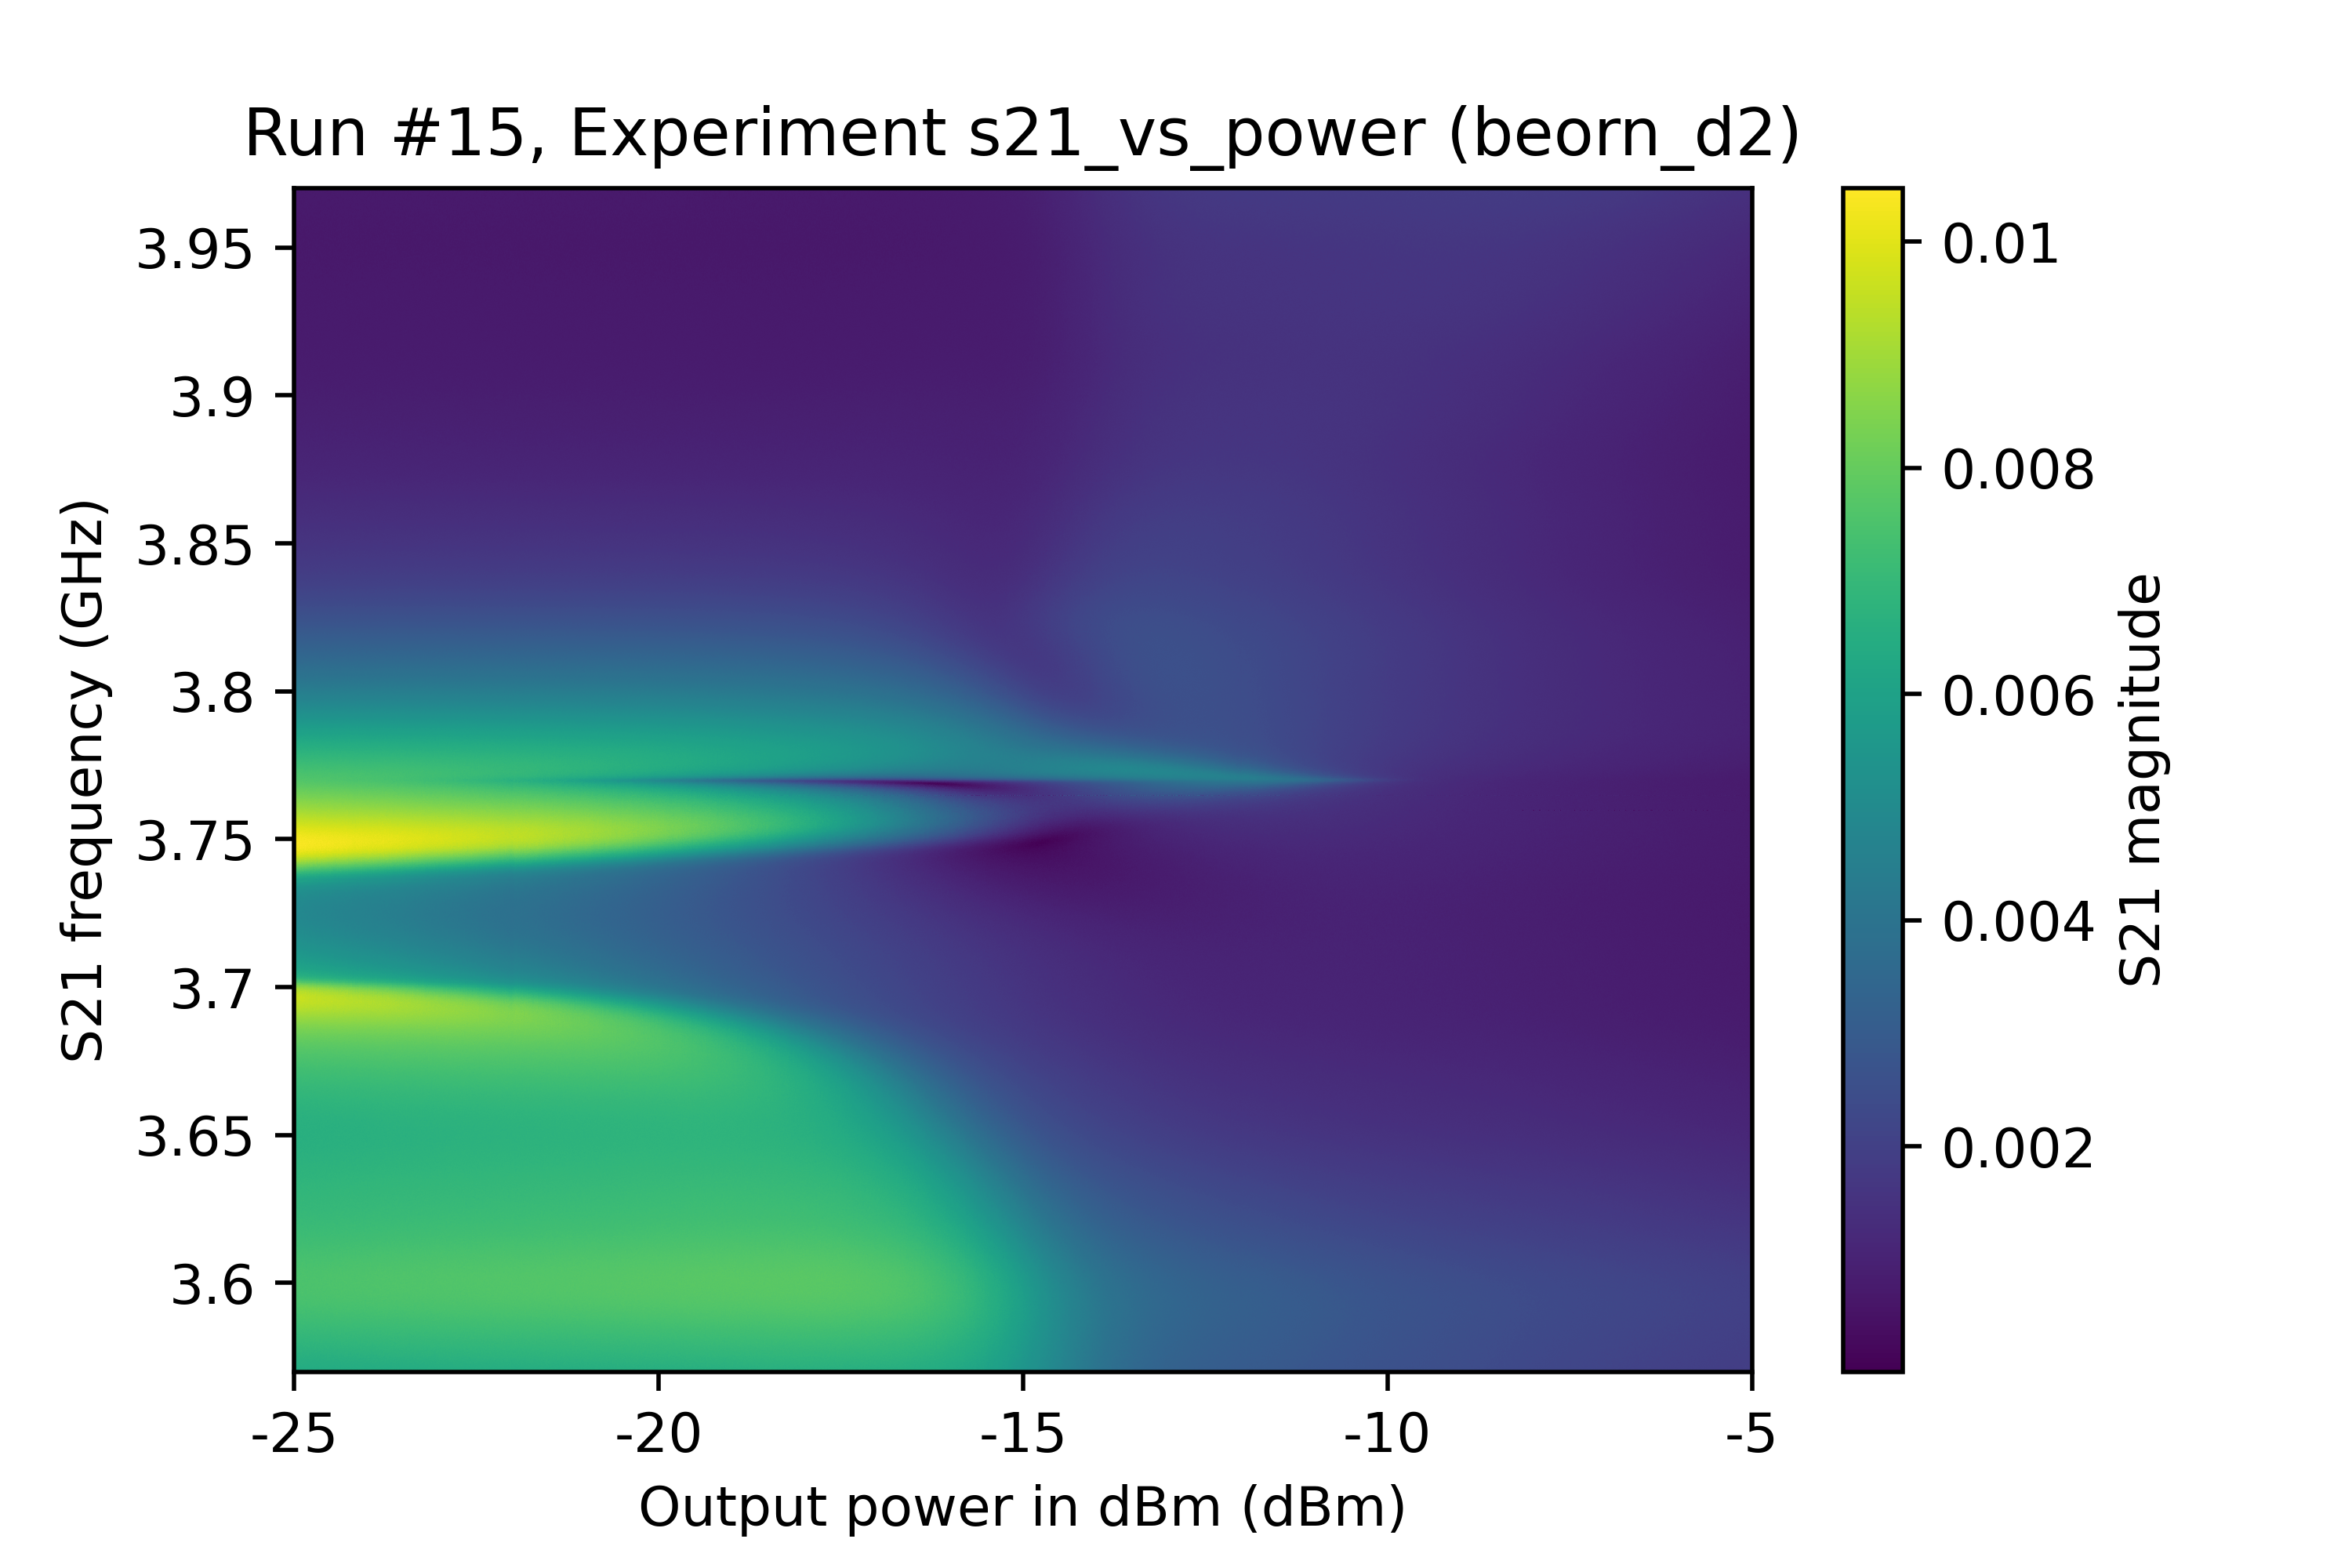 Run #15, Experiment s21_vs_power (beorn_d2)
S21 frequency (GHz)
3.95
3.9
3.85
3.8
3.75
3.7
3.65
3.6
-25 -20 -15 -10 -5
Output power in dBm (dBm)
0.01
0.008
0.006
0.004
0.002
S21 magnitude